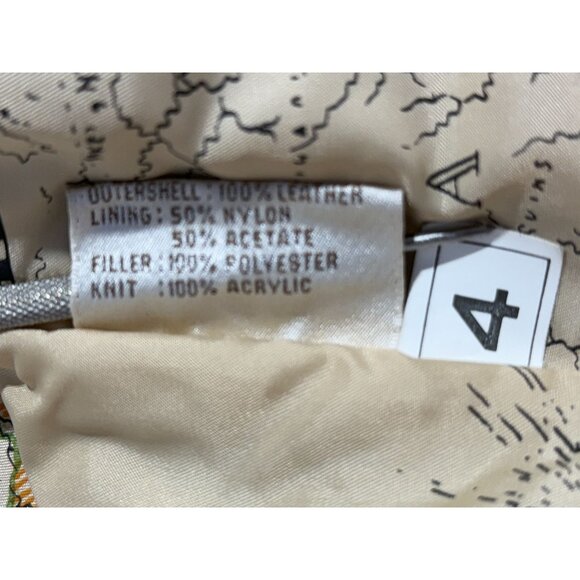 OUTERSHELL : 100% LEATHER
LINING : 50% NYLON
50% ACETATE
FILLER : 100% POLYESTER
KNIT : 100% ACRYLIC
4